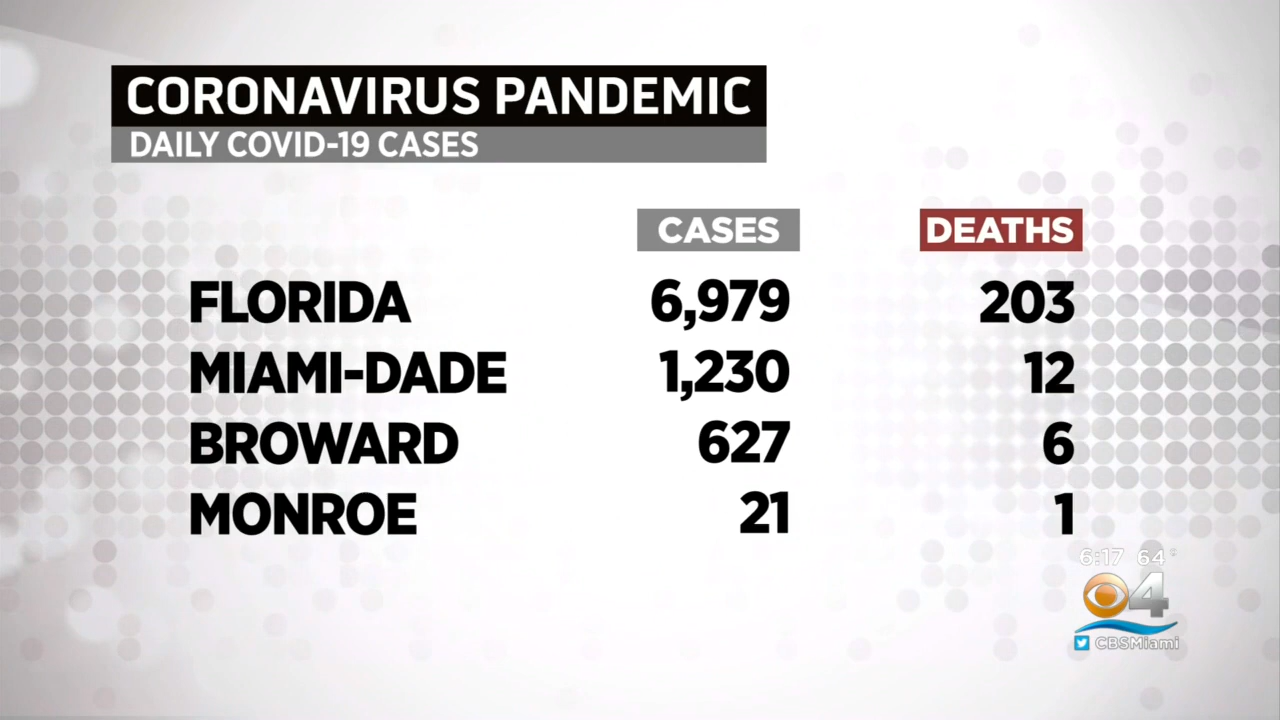 CORONAVIRUS PANDEMIC
DAILY COVID-19 CASES
CASES DEATHS
FLORIDA 6,979 203
MIAMI-DADE 1,230 12
BROWARD 627 6
MONROE 21 1
6:17 64°
4
CBSMiami